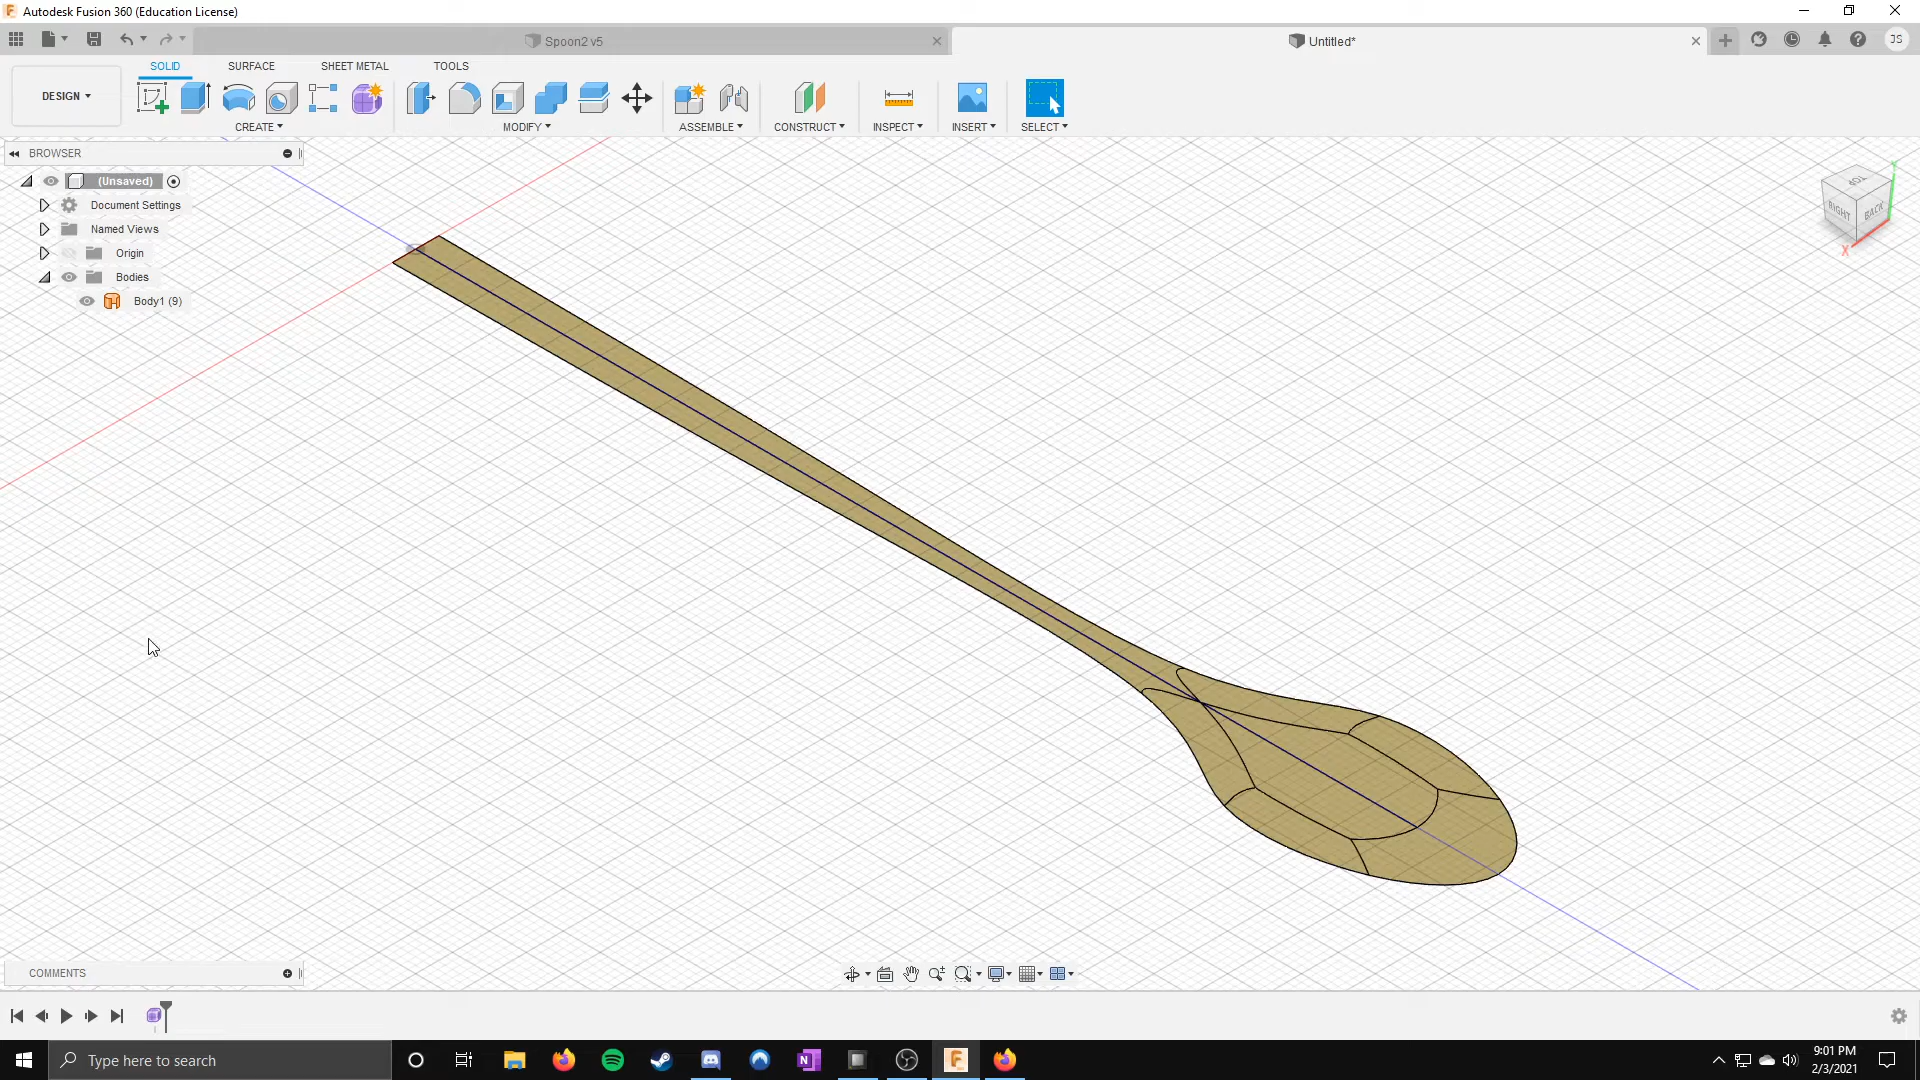 Autodesk Fusion 360 (Education License)
Spoon2 v5
Untitled*
JS
SOLID
SURFACE
SHEET METAL
TOOLS
DESIGN
CREATE
MODIFY
ASSEMBLE
CONSTRUCT
INSPECT
INSERT
SELECT
BROWSER
(Unsaved)
Document Settings
Named Views
Origin
Bodies
Body1 (9)
TOP
RIGHT
BACK
Y
X
COMMENTS
Type here to search
9:01 PM
2/3/2021